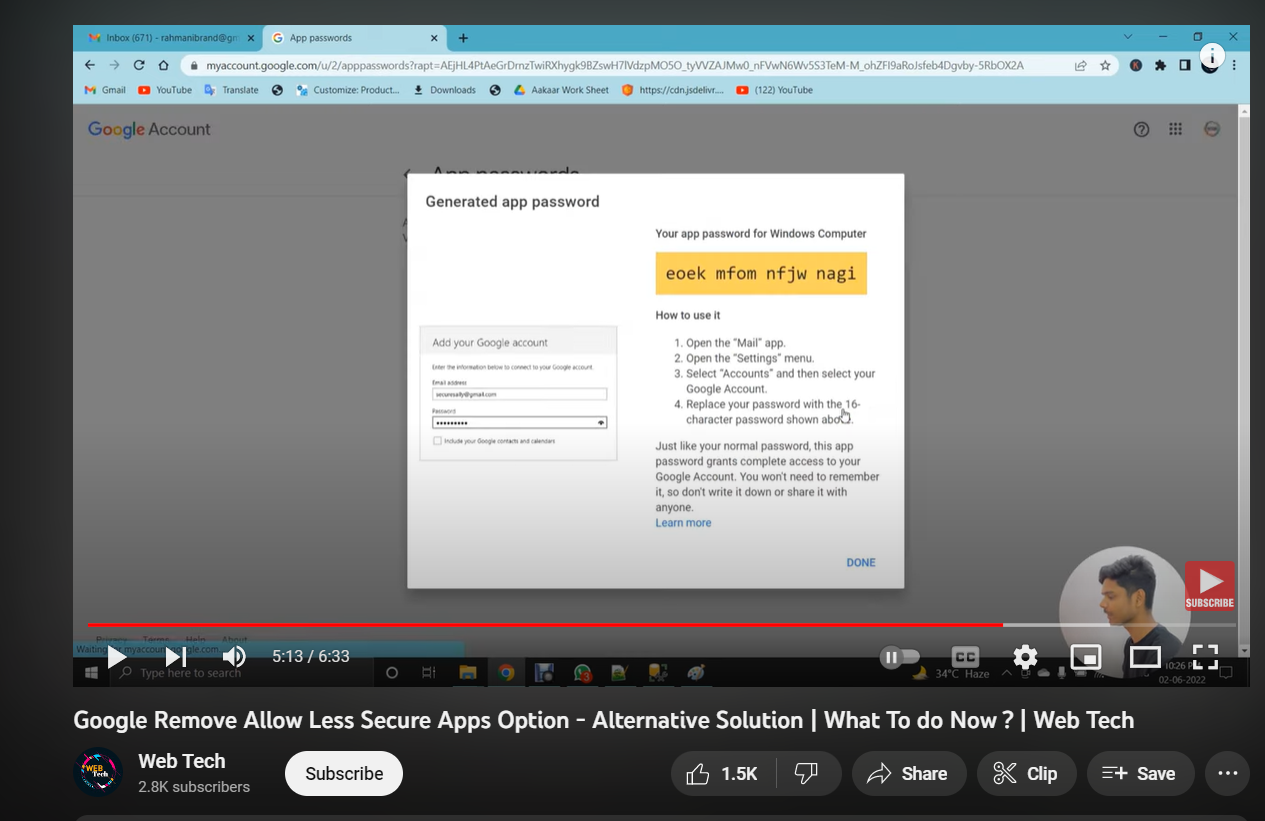 Inbox (671) - rahmanibrand@gm
App passwords
myaccount.google.com/u/2/apppasswords?rapt=AEjHL4PtAeGrDrnzTwiRXhygk9BZswH7lVdzpMO5O_tyVVZAJMw0_nFVwN6Wv5S3TeM-M_ohZFI9aRoJsfeb4Dgvby-5RbOX2A
Gmail
YouTube
Translate
Customize: Product...
Downloads
Aakaar Work Sheet
https://cdn.jsdelivr....
(122) YouTube
Google Account
App passwords
Generated app password
Your app password for Windows Computer
eoek mfom nfjw nagi
How to use it
1. Open the "Mail" app.
2. Open the "Settings" menu.
3. Select "Accounts" and then select your
Google Account.
4. Replace your password with the 16-
character password shown above.
Just like your normal password, this app
password grants complete access to your
Google Account. You won't need to remember
it, so don't write it down or share it with
anyone.
Learn more
DONE
Add your Google account
Enter the information below to connect to your Google account.
Email address
securesally@gmail.com
Password
Include your Google contacts and calendars
SUBSCRIBE
Privacy Terms Help About
5:13 / 6:33
CC
Type here to search
34°C Haze
10:26 PM
02-06-2022
Google Remove Allow Less Secure Apps Option - Alternative Solution | What To do Now ? | Web Tech
WEB
Tech
Web Tech
2.8K subscribers
Subscribe
1.5K
Share
Clip
Save